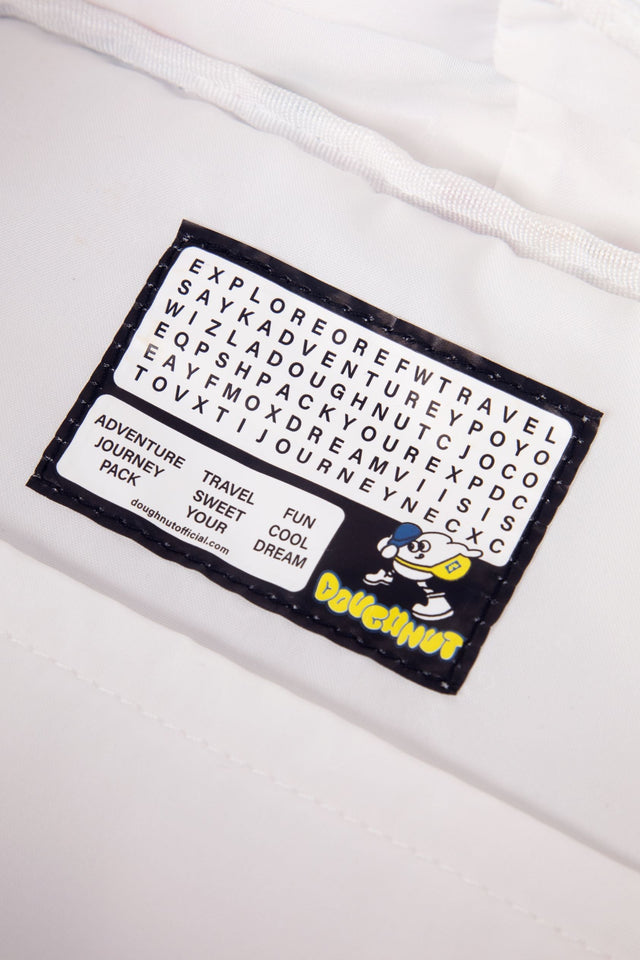 EXPLOREOREFWTRAVEL
SAYKADVENTUREYPOYO
WIZLADOUGHNUTCJOCO
EQPSHPACKYOUREXPDC
EAYFMOXDREAMVIISIS
TOVXTIJOURNEYNECXC
ADVENTURE TRAVEL FUN
JOURNEY SWEET COOL
PACK YOUR DREAM
doughnutofficial.com
DOUGHNUT